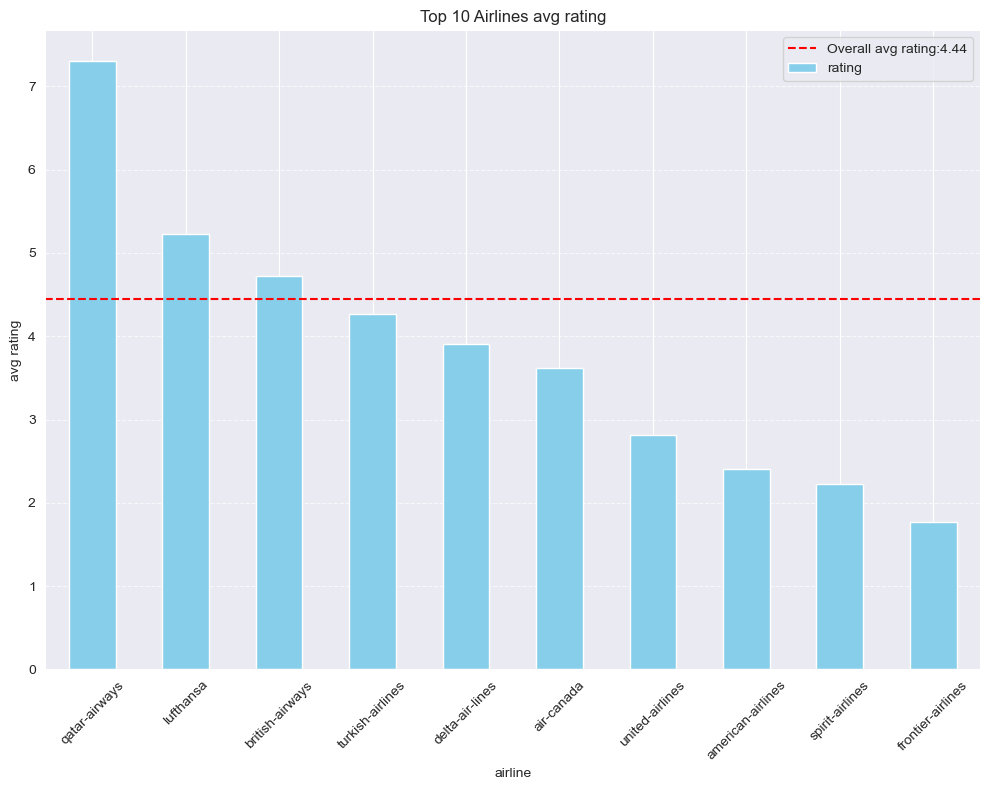 Top 10 Airlines avg rating
Overall avg rating:4.44
rating
avg rating
7
6
5
4
3
2
1
0
qatar-airways
lufthansa
british-airways
turkish-airlines
delta-air-lines
air-canada
united-airlines
american-airlines
spirit-airlines
frontier-airlines
airline